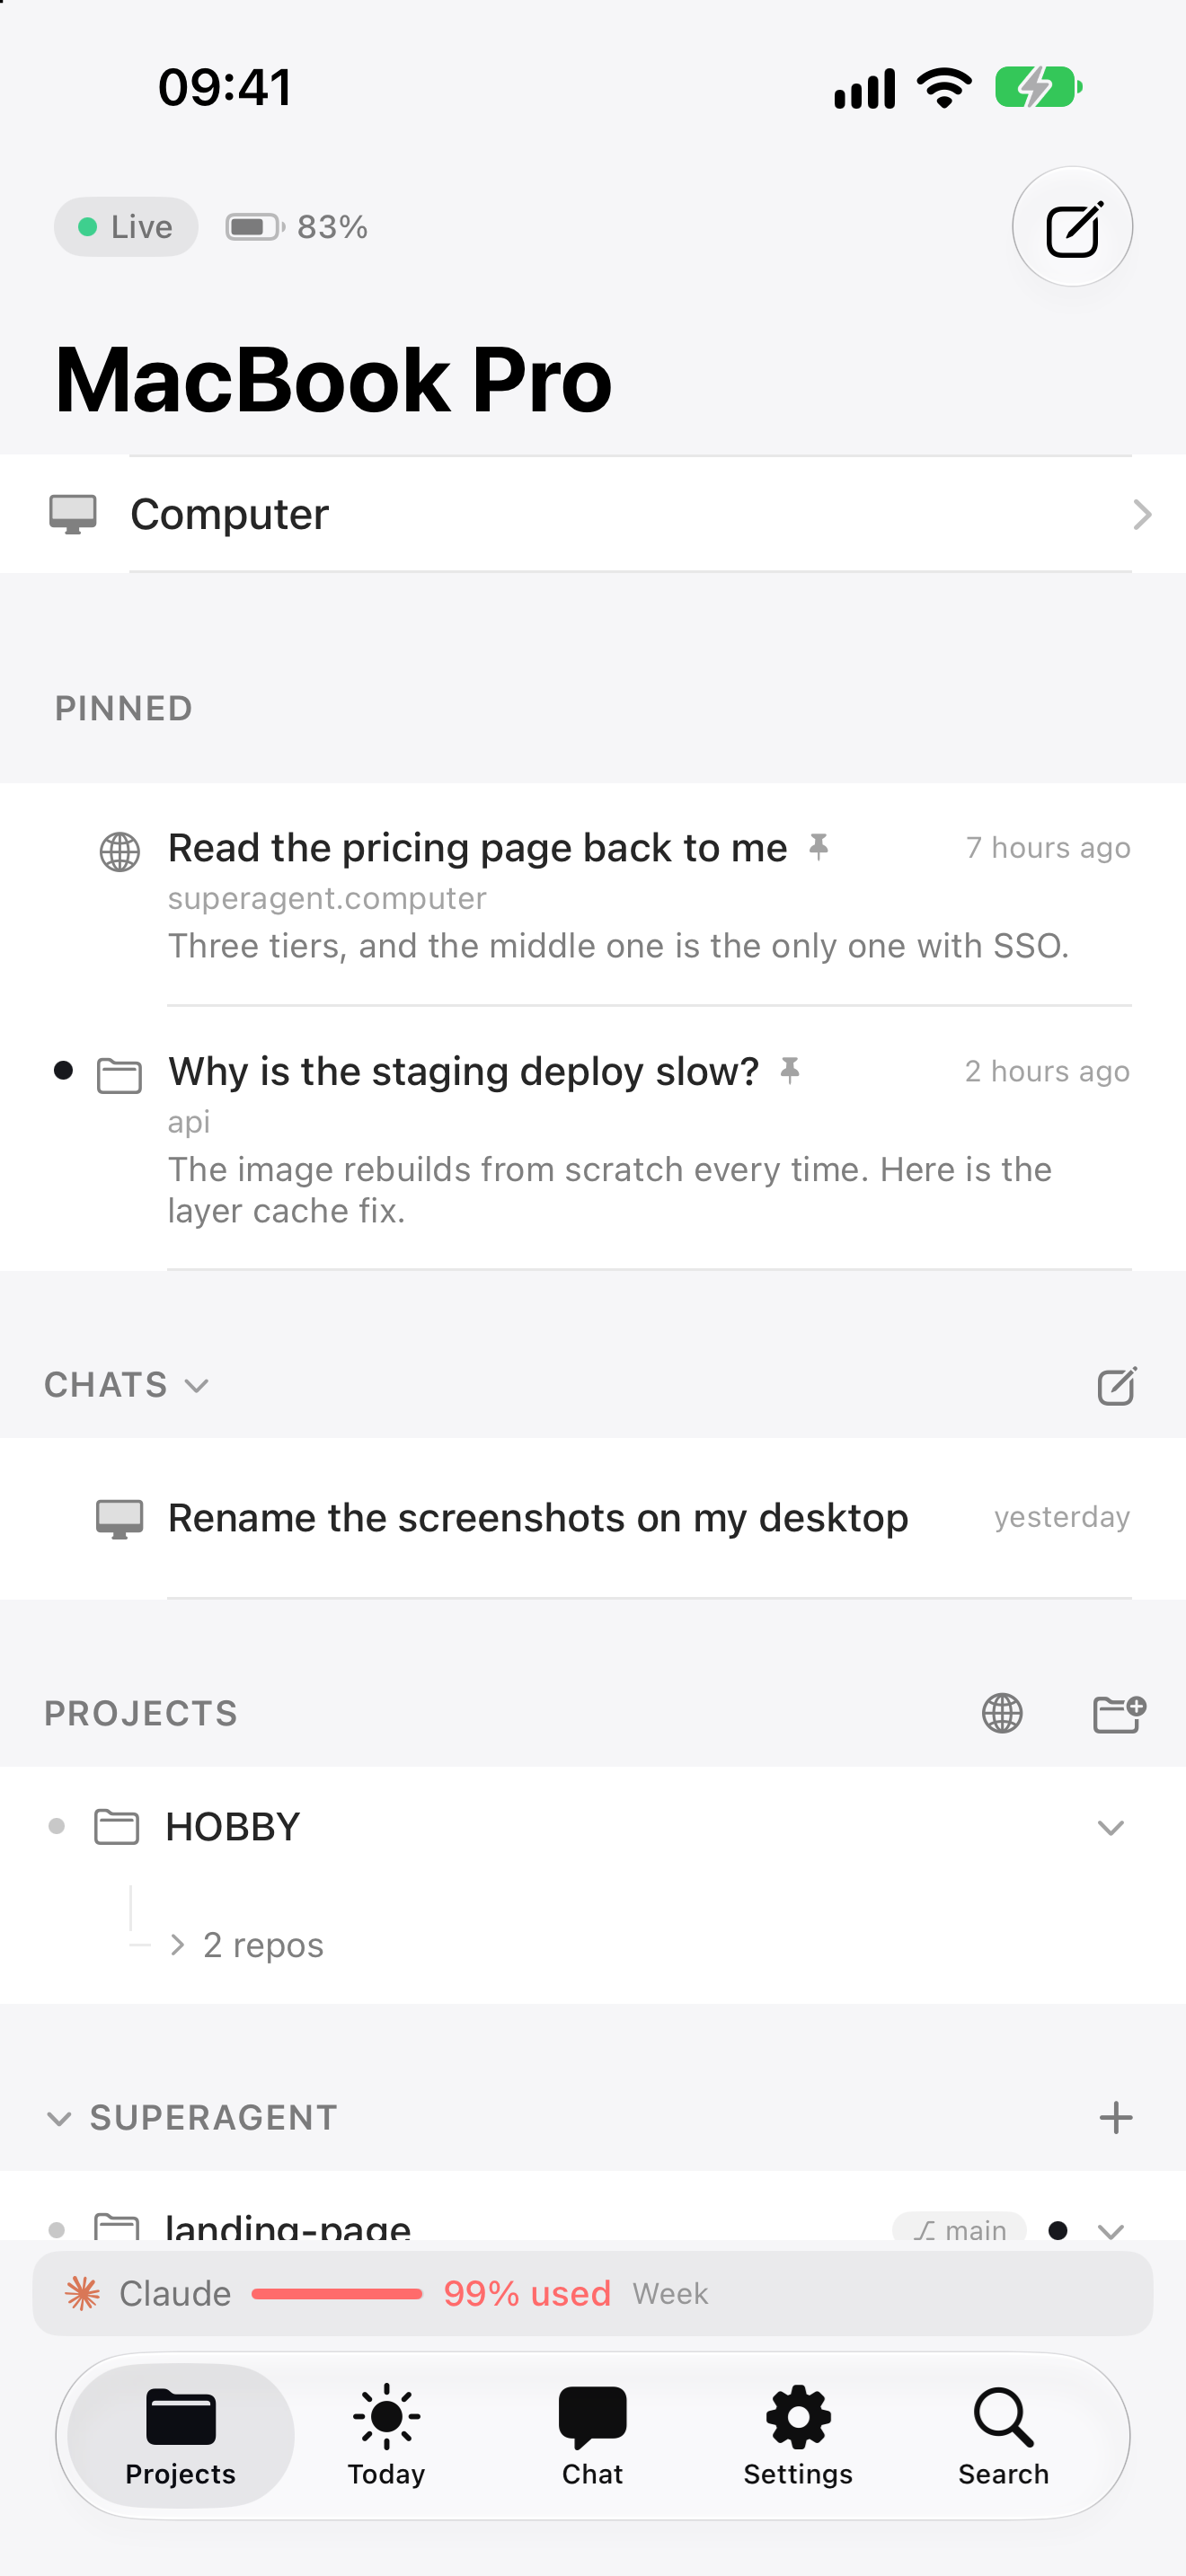 09:41
Live 83%
MacBook Pro
Computer
PINNED
Read the pricing page back to me 7 hours ago
superagent.computer
Three tiers, and the middle one is the only one with SSO.
Why is the staging deploy slow? 2 hours ago
api
The image rebuilds from scratch every time. Here is the
layer cache fix.
CHATS
Rename the screenshots on my desktop yesterday
PROJECTS
HOBBY
2 repos
SUPERAGENT
landing-page main
Claude 99% used Week
Projects Today Chat Settings Search